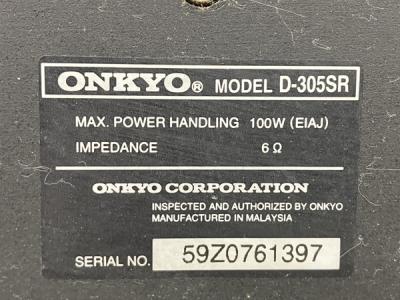 ONKYO® MODEL D-305SR
MAX. POWER HANDLING 100W (EIAJ)
IMPEDANCE 6 Ω
ONKYO CORPORATION
INSPECTED AND AUTHORIZED BY ONKYO
MANUFACTURED IN MALAYSIA
SERIAL NO. 59Z0761397